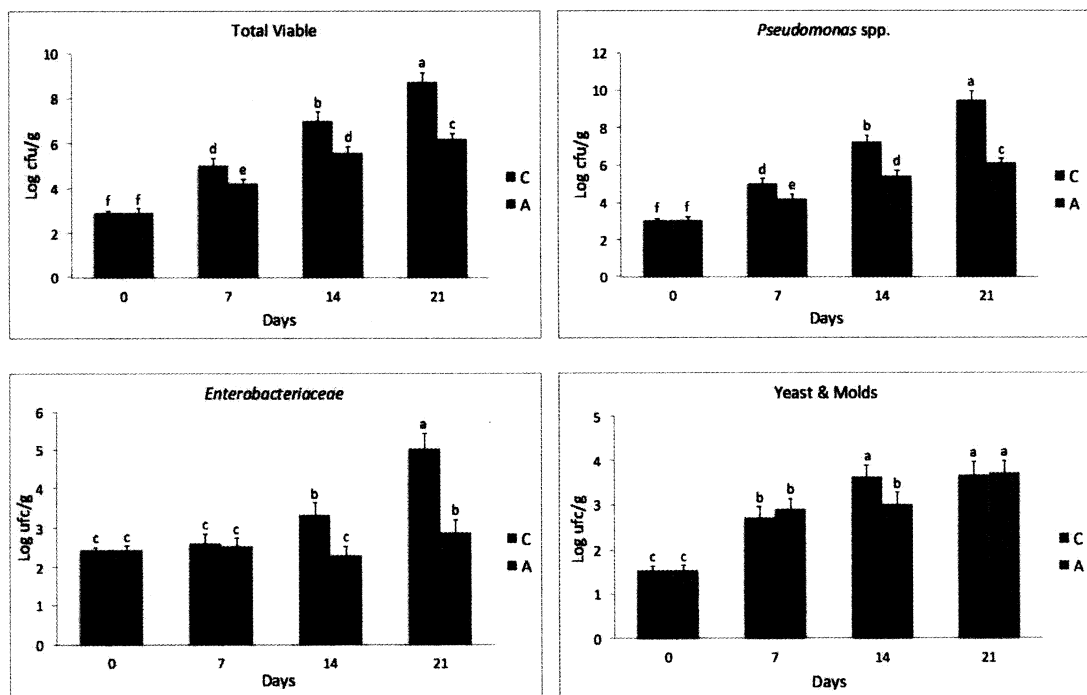 Total Viable
10
8
6
4
2
0
Log cfu/g
f f d e b d a c
0 7 14 21
Days
C
A
Pseudomonas spp.
12
10
8
6
4
2
0
Log cfu/g
f f d e b d a c
0 7 14 21
Days
C
A
Enterobacteriaceae
6
5
4
3
2
1
0
Log ufc/g
c c c c b c a b
0 7 14 21
Days
C
A
Yeast & Molds
5
4
3
2
1
0
Log ufc/g
c c b b a b a a
0 7 14 21
Days
C
A